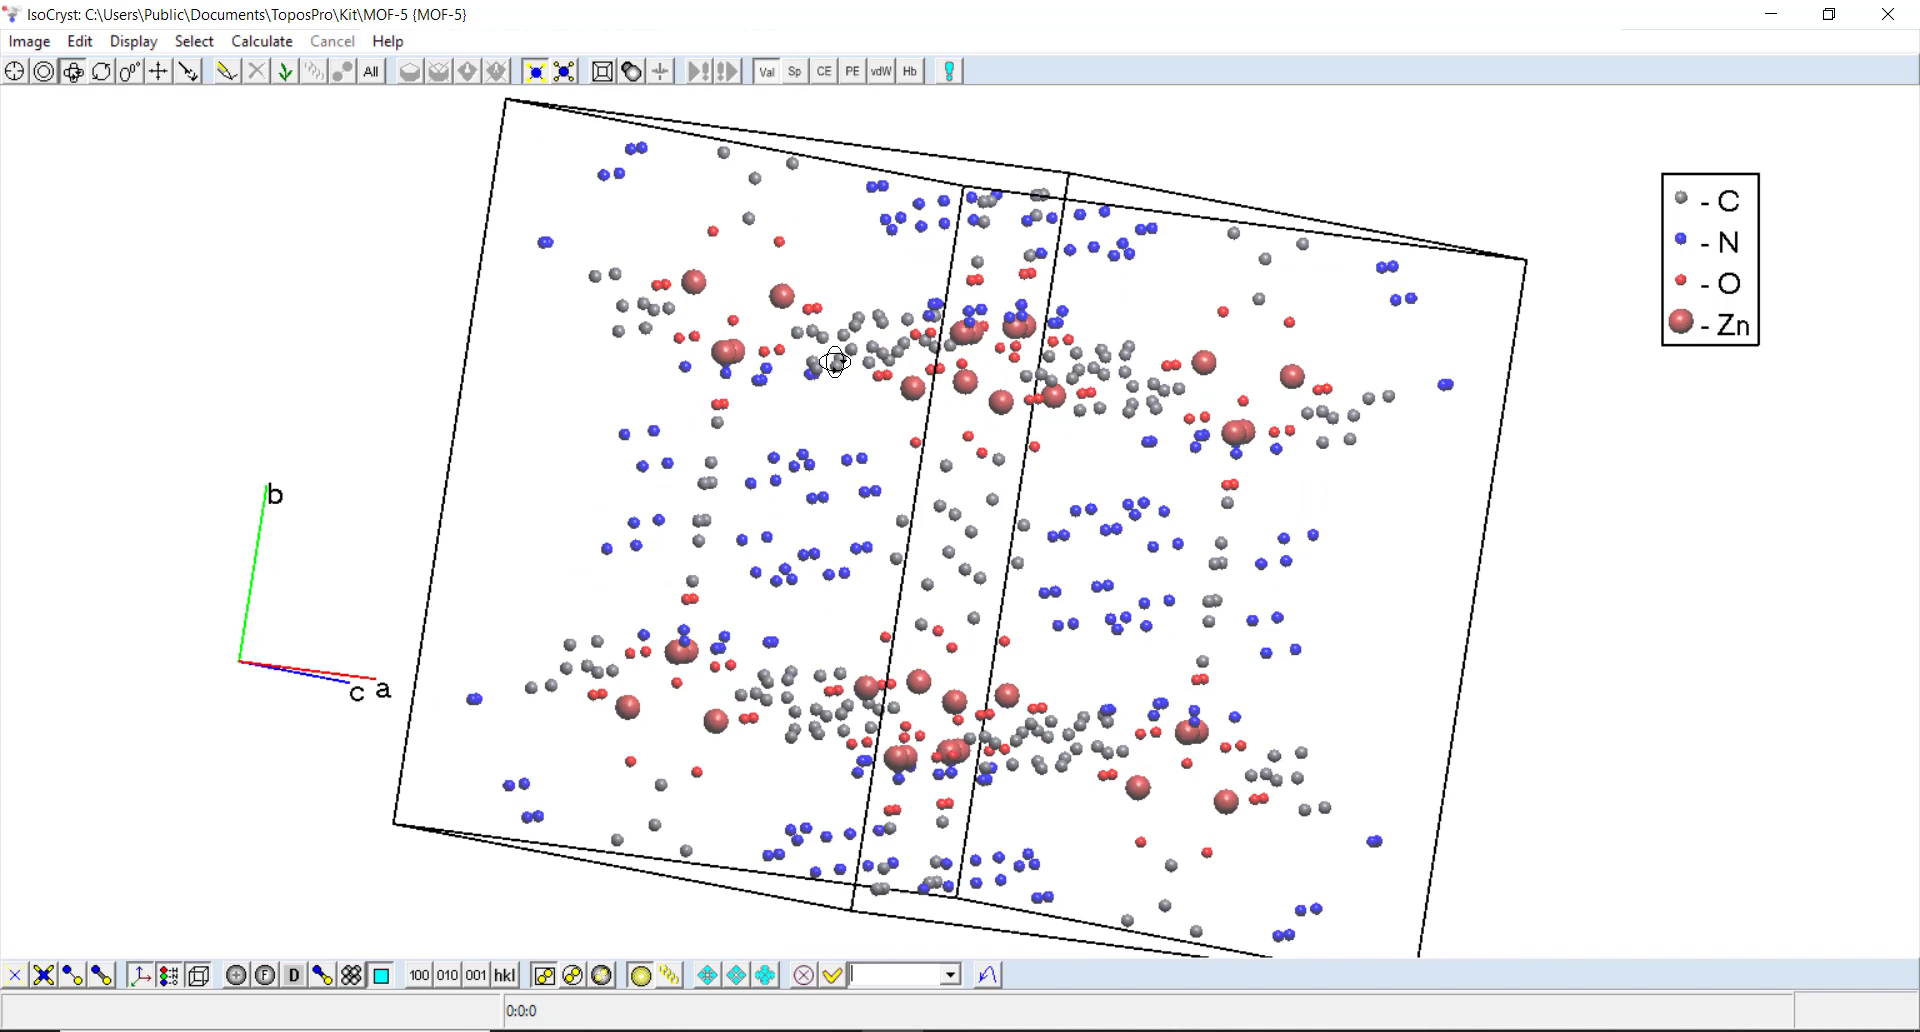 IsoCryst: C:\Users\Public\Documents\ToposPro\Kit\MOF-5 {MOF-5}
Image Edit Display Select Calculate Cancel Help
0⁰ All Val Sp CE PE vdW Hb
- C
- N
- O
- Zn
b
c a
F D 100 010 001 hkl
0:0:0